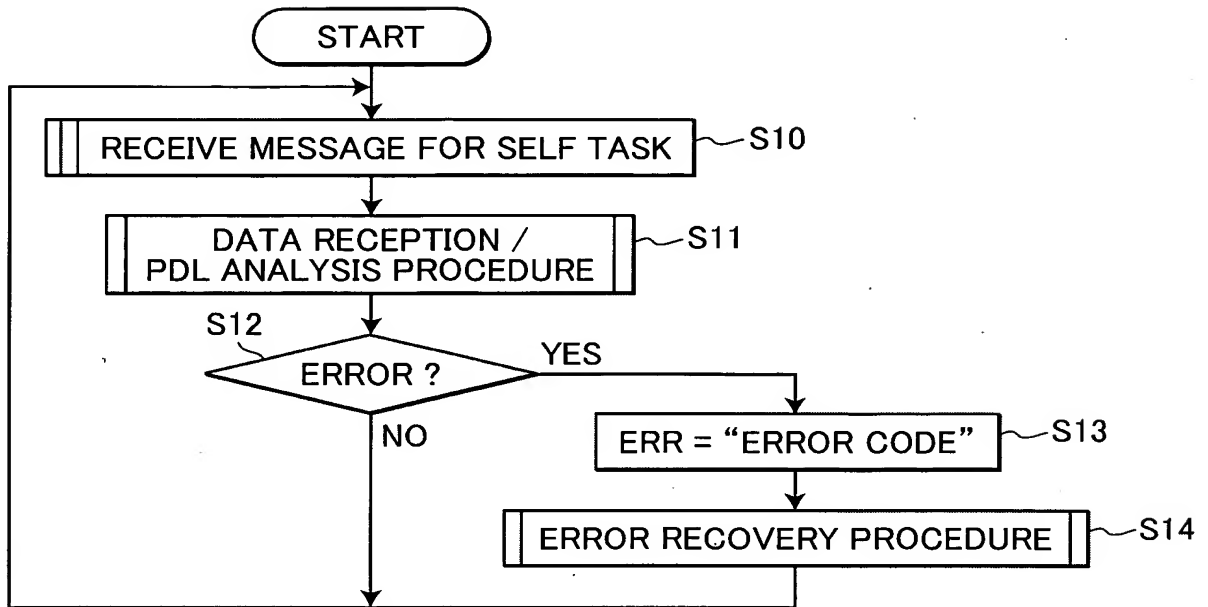 START
RECEIVE MESSAGE FOR SELF TASK
S10
DATA RECEPTION /
PDL ANALYSIS PROCEDURE
S11
S12
ERROR ?
YES
NO
ERR = “ERROR CODE”
S13
ERROR RECOVERY PROCEDURE
S14